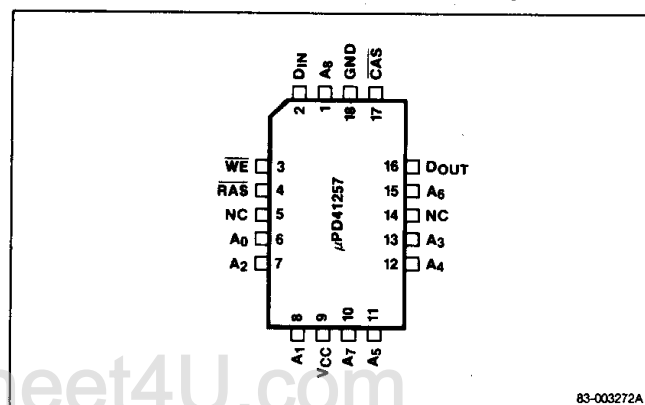 DIN A8 GND CAS
2 1 18 17
WE 3 16 DOUT
RAS 4 15 A6
NC 5 14 NC
A0 6 13 A3
A2 7 12 A4
μPD41257
8 9 10 11
A1 VCC A7 A5
heet4U.com
83-003272A